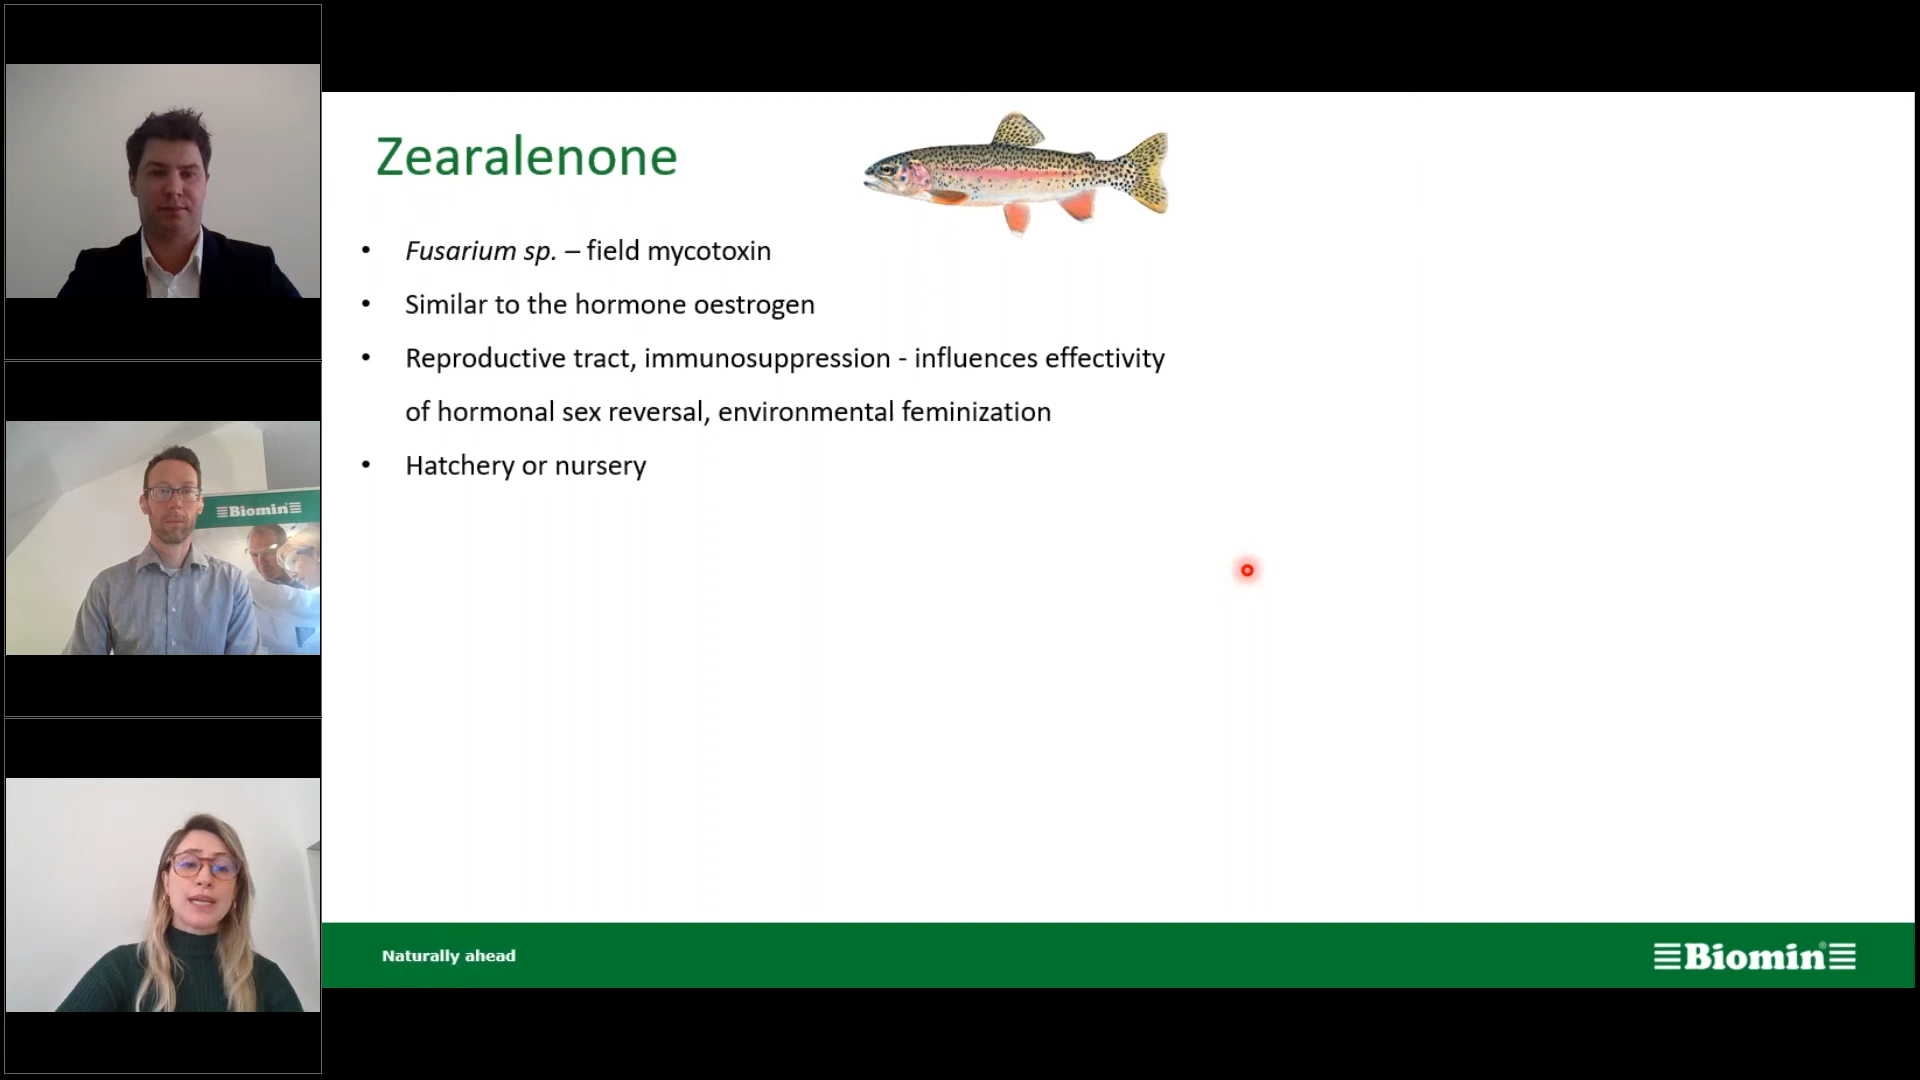 Zearalenone
• Fusarium sp. – field mycotoxin
• Similar to the hormone oestrogen
• Reproductive tract, immunosuppression - influences effectivity
of hormonal sex reversal, environmental feminization
• Hatchery or nursery
Biomin
Naturally ahead
Biomin®